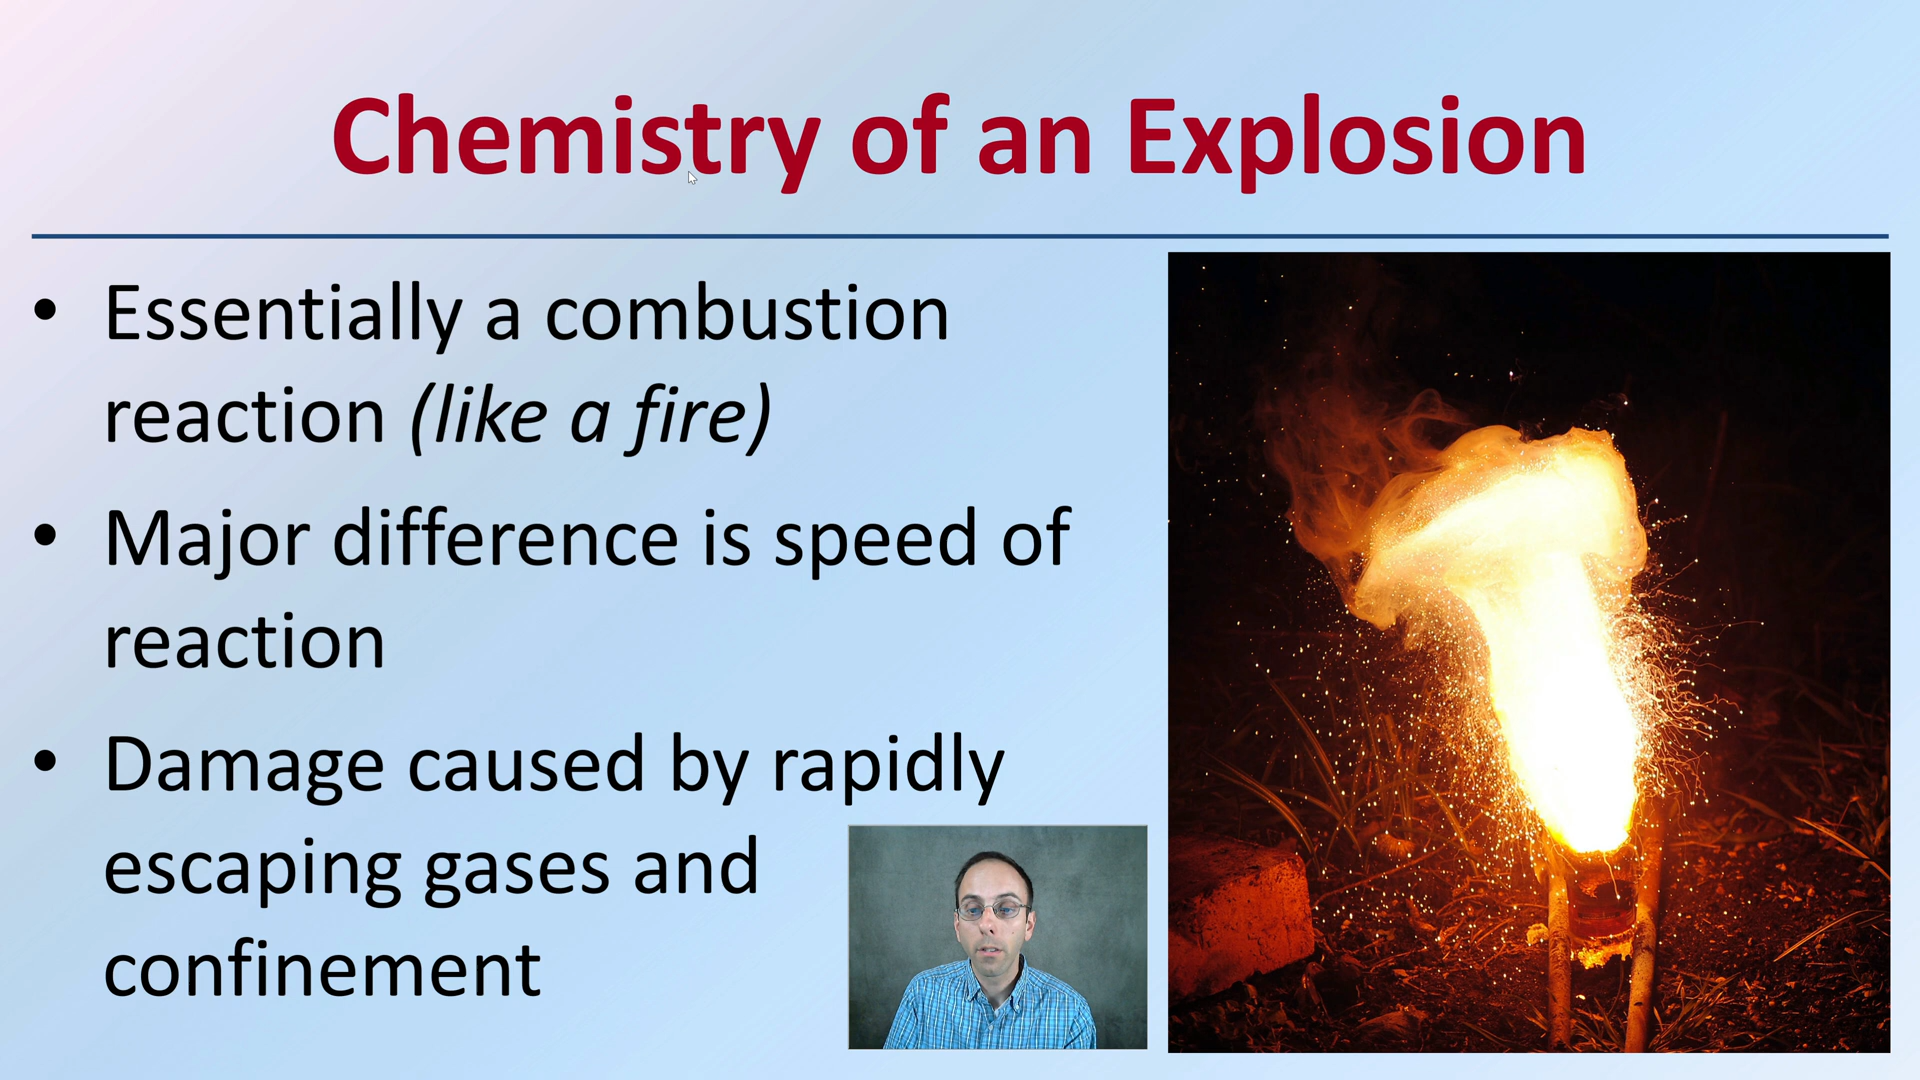 Chemistry of an Explosion
• Essentially a combustion
reaction (like a fire)
• Major difference is speed of
reaction
• Damage caused by rapidly
escaping gases and
confinement